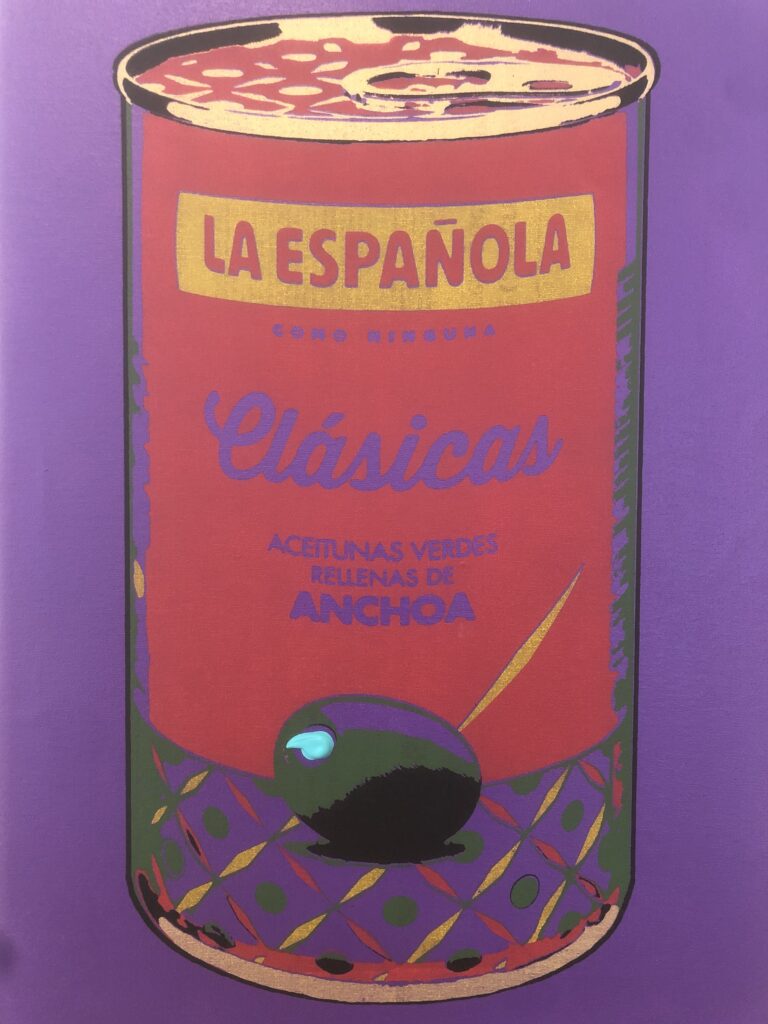 LA ESPAÑOLA
COMO NINGUNA
Clásicas
ACEITUNAS VERDES
RELLENAS DE
ANCHOA